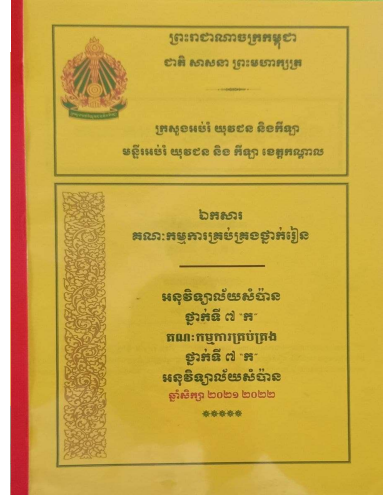 ព្រះរាជាណាចក្រកម្ពុជា
ជាតិ សាសនា ព្រះមហាក្សត្រ
ក្រសួងអប់រំ យុវជន និងកីឡា
មន្ទីរអប់រំ យុវជន និង កីឡា ខេត្តកណ្តាល
ឯកសារ
គណៈកម្មការគ្រប់គ្រងថ្នាក់រៀន
អនុវិទ្យាល័យសំប៉ាន
ថ្នាក់ទី ៧ "ក"
គណៈកម្មការគ្រប់គ្រង
ថ្នាក់ទី ៧ "ក"
អនុវិទ្យាល័យសំប៉ាន
ឆ្នាំសិក្សា ២០២១ ២០២២